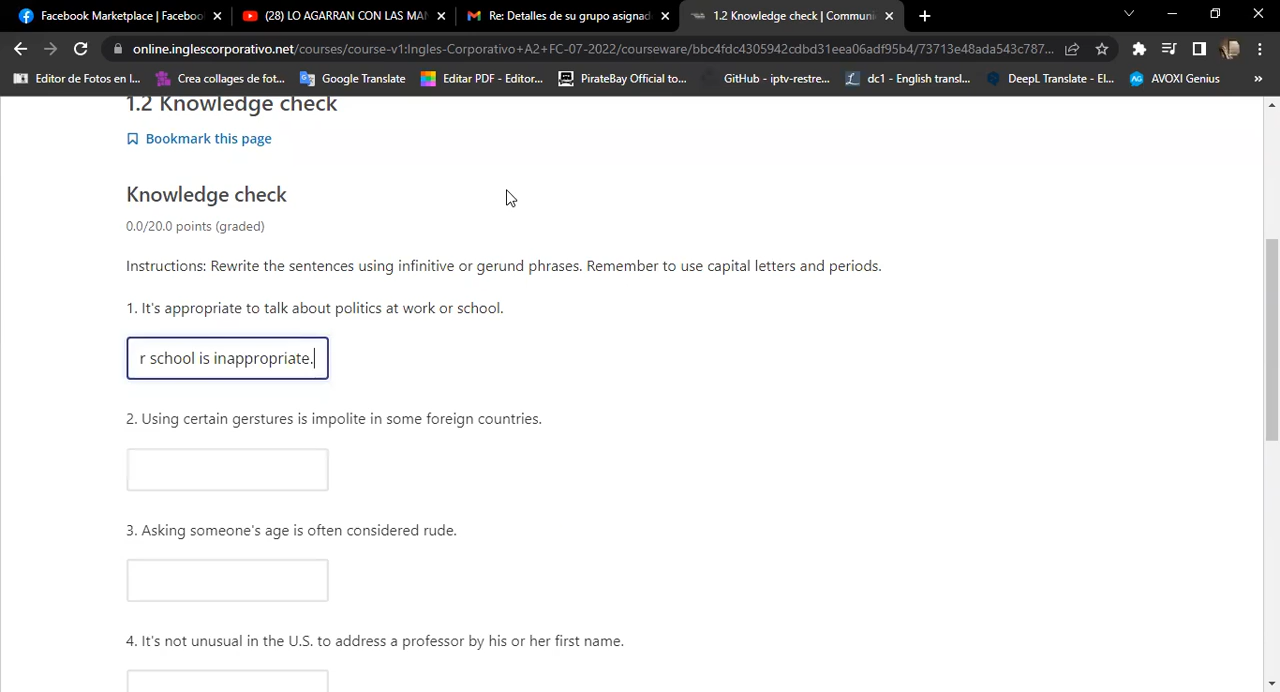 Facebook Marketplace | Faceboo
(28) LO AGARRAN CON LAS MAN
Re: Detalles de su grupo asignad
1.2 Knowledge check | Communi
online.inglescorporativo.net/courses/course-v1:Ingles-Corporativo+A2+FC-07-2022/courseware/bbc4fdc4305942cdbd31eea06adf95b4/73713e48ada543c787...
Editor de Fotos en l...
Crea collages de fot...
Google Translate
Editar PDF - Editor...
PirateBay Official to...
GitHub - iptv-restre...
dc1 - English transl...
DeepL Translate - El...
AVOXI Genius
»
1.2 Knowledge check
Bookmark this page
Knowledge check
0.0/20.0 points (graded)
Instructions: Rewrite the sentences using infinitive or gerund phrases. Remember to use capital letters and periods.
1. It's appropriate to talk about politics at work or school.
r school is inappropriate.
2. Using certain gerstures is impolite in some foreign countries.
3. Asking someone's age is often considered rude.
4. It's not unusual in the U.S. to address a professor by his or her first name.